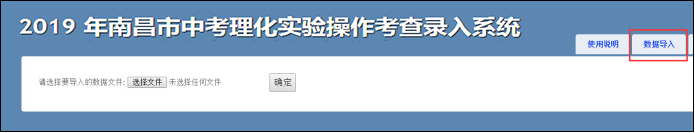 2019 年南昌市中考理化实验操作考查录入系统
使用说明 数据导入
请选择要导入的数据文件: 选择文件 未选择任何文件 确定